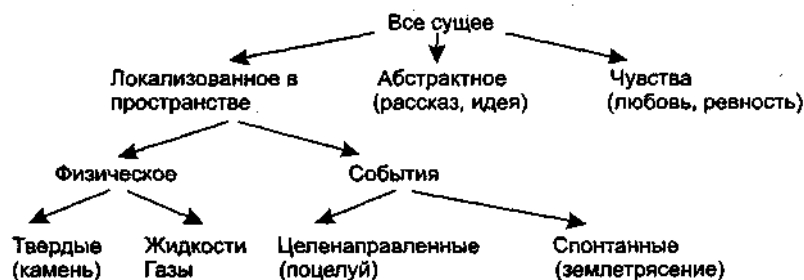 Все сущее
Локализованное в
пространстве
Абстрактное
(рассказ, идея)
Чувства
(любовь, ревность)
Физическое
События
Твердые
(камень)
Жидкости
Газы
Целенаправленные
(поцелуй)
Спонтанные
(землетрясение)